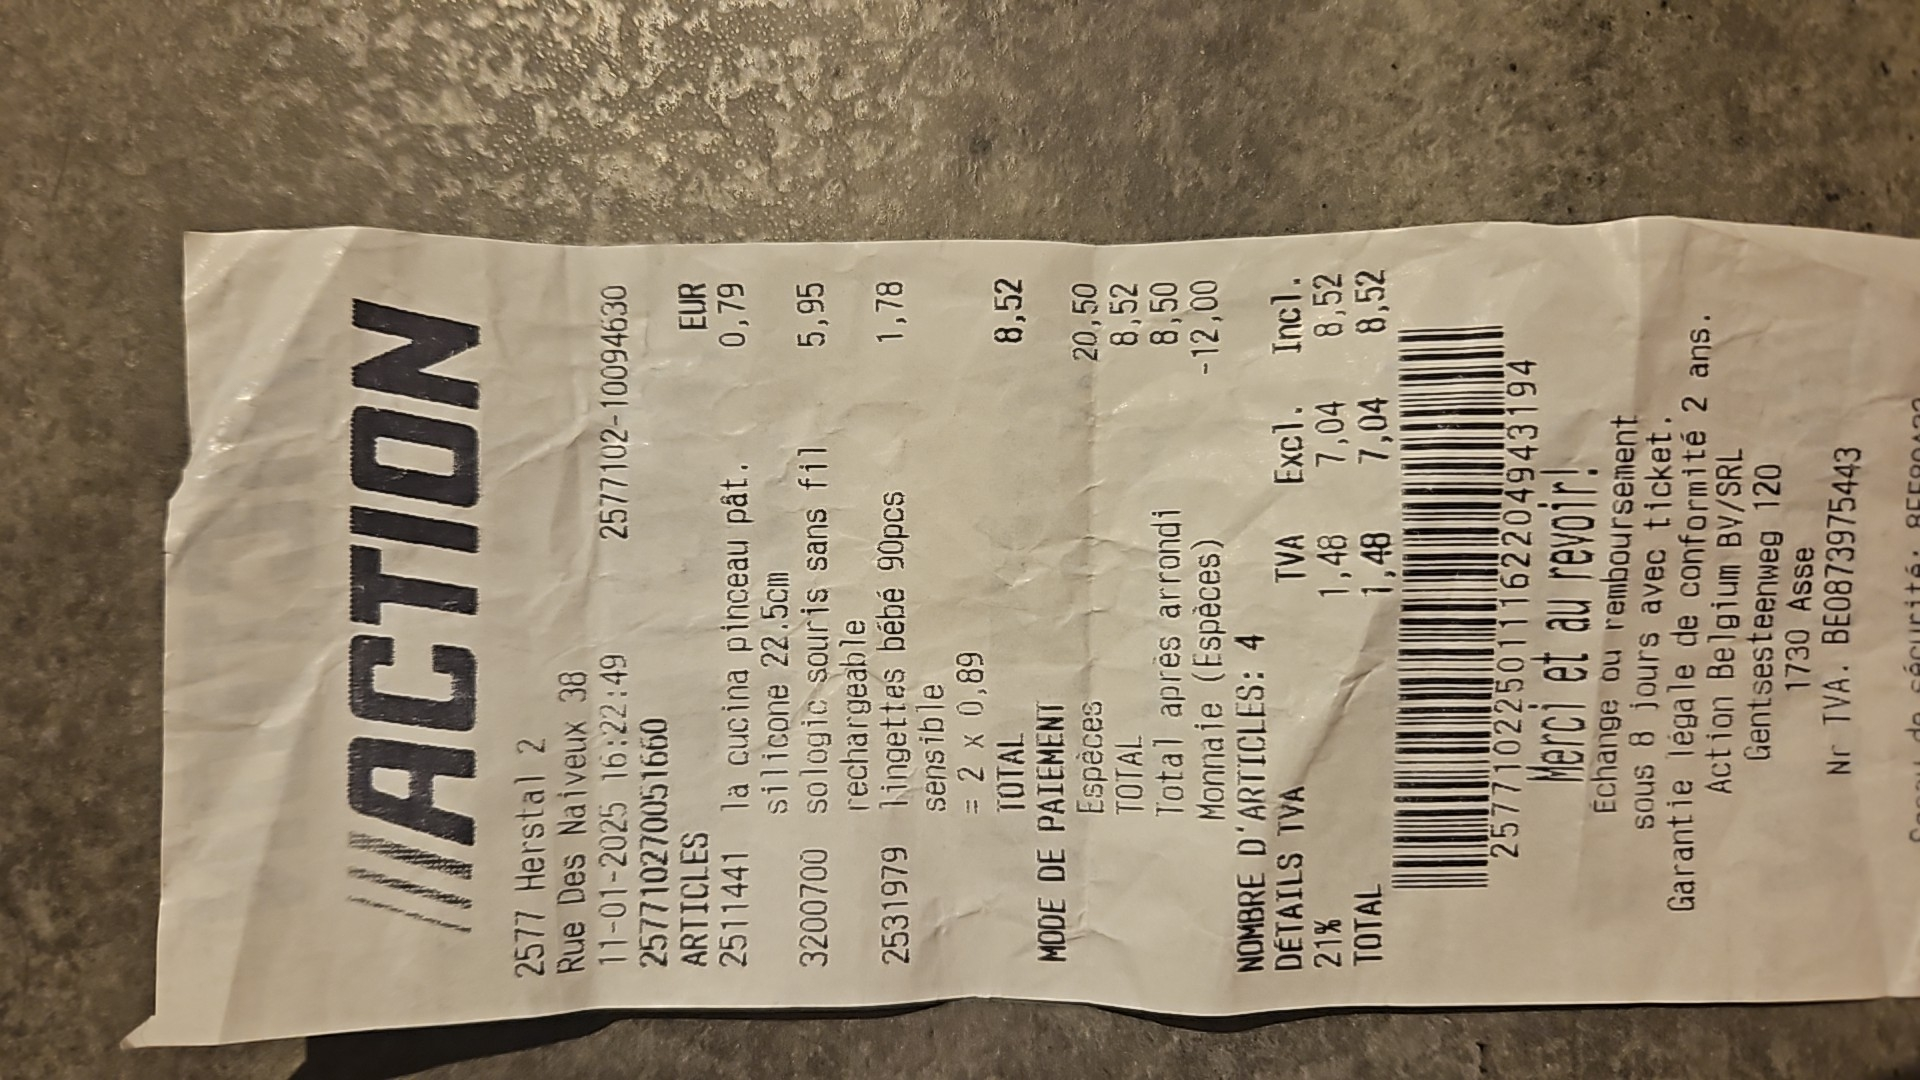 ///ACTION
2577 Herstal 2
Rue Des Naiveux 38
11-01-2025 16:22:49 2577102-10094630
257710270051660
ARTICLES EUR
2511441 la cucina pinceau pât. 0,79
silicone 22.5cm
3200700 sologic souris sans fil 5,95
rechargeable
2531979 lingettes bébé 90pcs 1,78
sensible
= 2 x 0,89
TOTAL 8,52
MODE DE PAIEMENT
Espèces 20,50
TOTAL 8,52
Total après arrondi 8,50
Monnaie (Espèces) -12,00
NOMBRE D'ARTICLES: 4
DÉTAILS TVA TVA Excl. Incl.
21% 1,48 7,04 8,52
TOTAL 1,48 7,04 8,52
257710225011162204943194
Merci et au revoir!
Échange ou remboursement
sous 8 jours avec ticket.
Garantie légale de conformité 2 ans.
Action Belgium BV/SRL
Gentsesteenweg 120
1730 Asse
Nr TVA. BE0873975443
de sécurité: